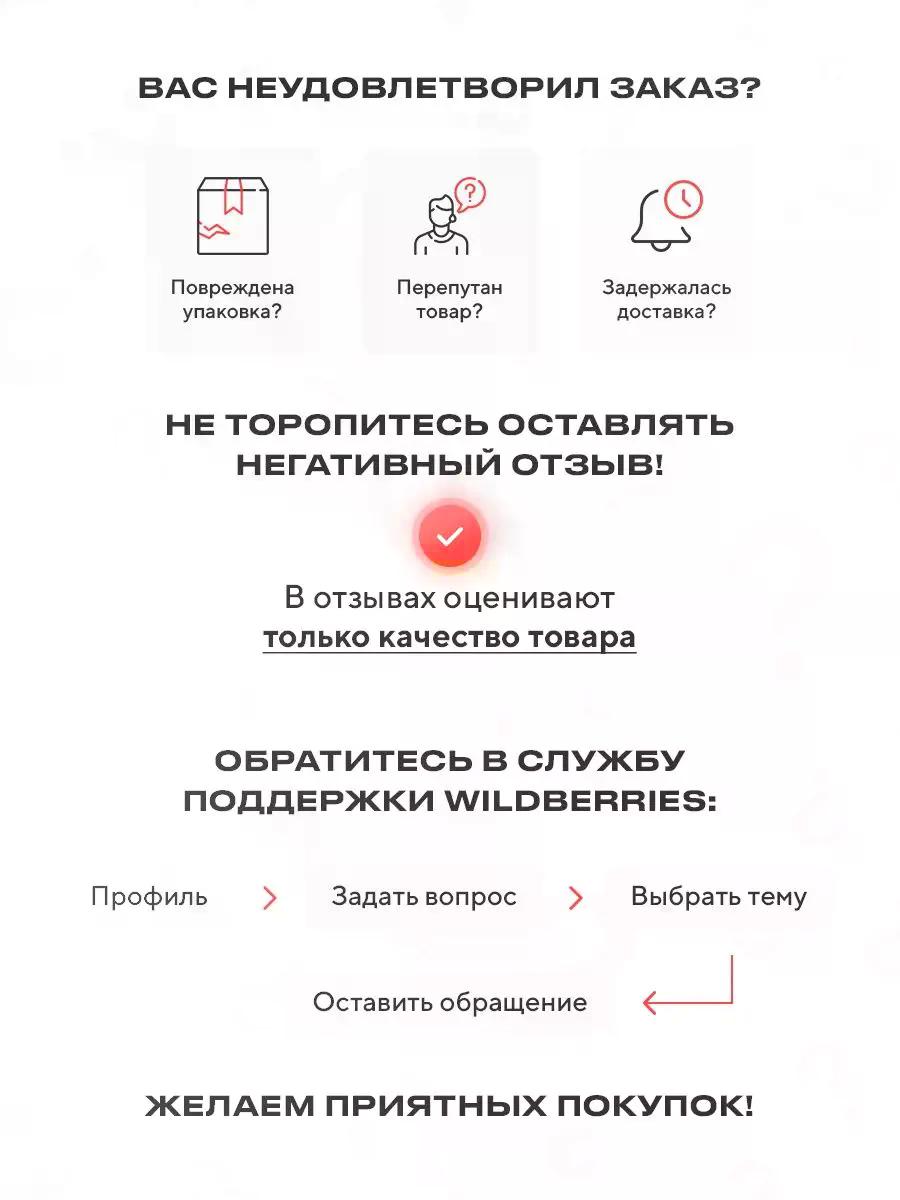 ВАС НЕУДОВЛЕТВОРИЛ ЗАКАЗ?
Повреждена
упаковка?
Перепутан
товар?
Задержалась
доставка?
НЕ ТОРОПИТЕСЬ ОСТАВЛЯТЬ
НЕГАТИВНЫЙ ОТЗЫВ!
В отзывах оценивают
только качество товара
ОБРАТИТЕСЬ В СЛУЖБУ
ПОДДЕРЖКИ WILDBERRIES:
Профиль > Задать вопрос > Выбрать тему
Оставить обращение
ЖЕЛАЕМ ПРИЯТНЫХ ПОКУПОК!